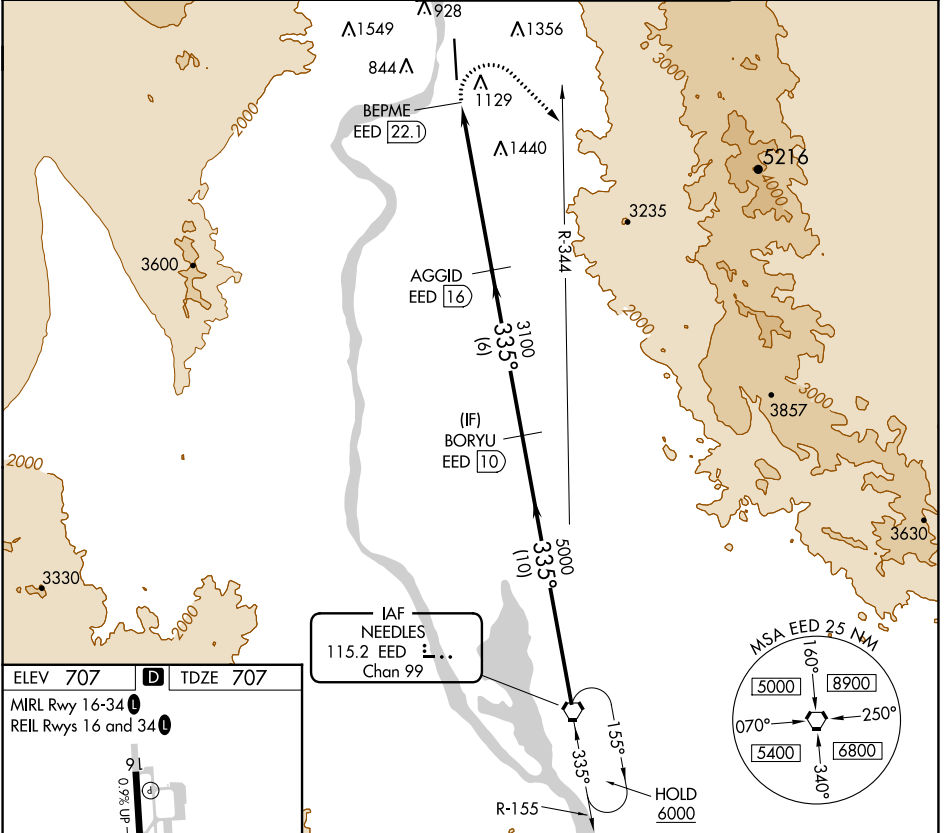 928
1549
1356
844
1129
3000
2000
BEPME
EED 22.1
1440
5216
4000
3235
R-344
3600
AGGID
EED 16
2000
3100
335°
(6)
3000
3857
(IF)
BORYU
EED 10
2000
3630
5000
335°
(10)
3330
2000
IAF
NEEDLES
115.2 EED
Chan 99
MSA EED 25 NM
160°
5000
8900
070°
250°
5400
6800
340°
155°
335°
HOLD
6000
R-155
ELEV 707 D TDZE 707
MIRL Rwy 16-34 L
REIL Rwys 16 and 34 L
16
P
0.9% UP